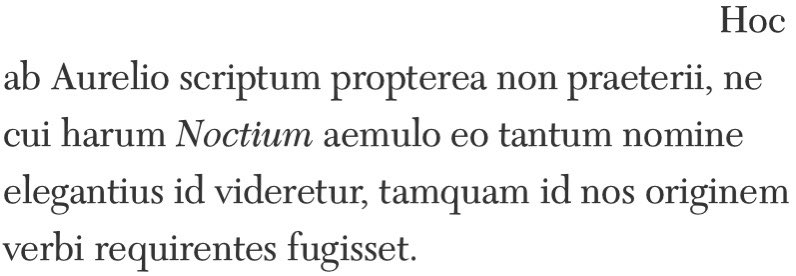 Hoc
ab Aurelio scriptum propterea non praeterii, ne
cui harum Noctium aemulo eo tantum nomine
elegantius id videretur, tamquam id nos originem
verbi requirentes fugisset.